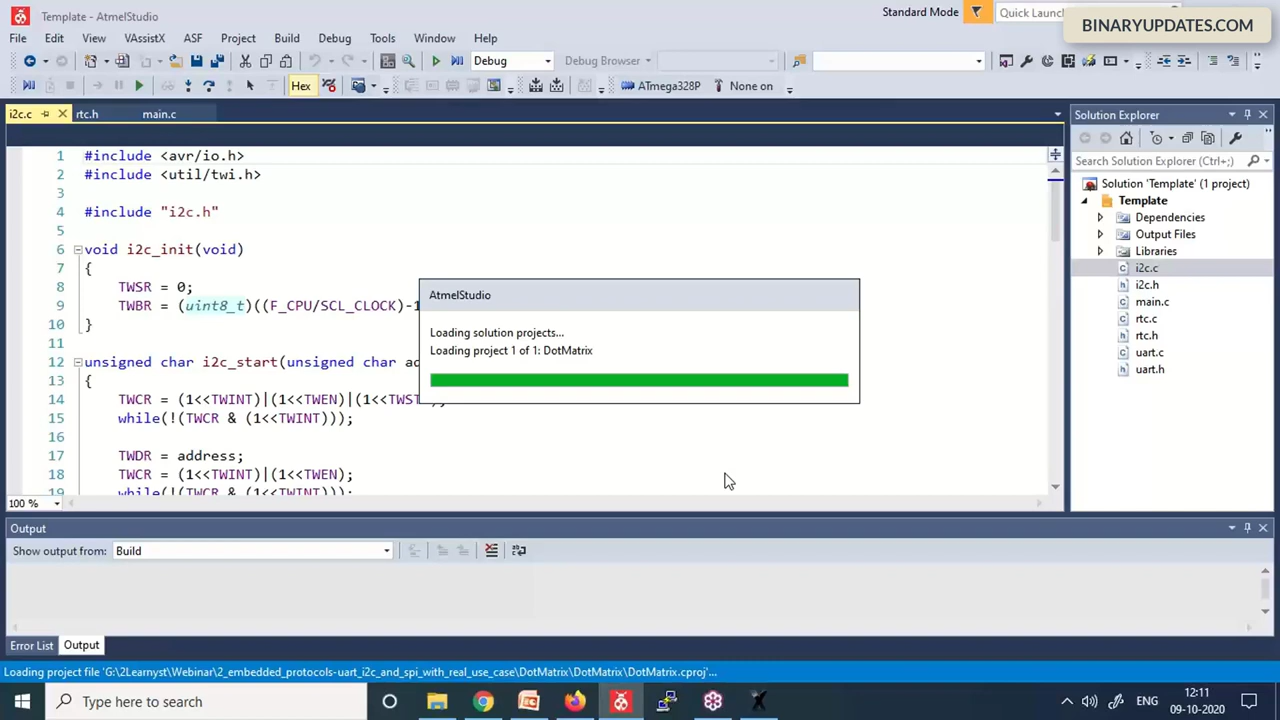 Template - AtmelStudio
Standard Mode
Quick Launch
BINARYUPDATES.COM
File Edit View VAssistX ASF Project Build Debug Tools Window Help
Debug
Debug Browser
Hex
ATmega328P
None on
i2c.c
rtc.h
main.c
Solution Explorer
Search Solution Explorer (Ctrl+;)
Solution 'Template' (1 project)
Template
Dependencies
Output Files
Libraries
i2c.c
i2c.h
main.c
rtc.c
rtc.h
uart.c
uart.h
1 #include <avr/io.h>
2 #include <util/twi.h>
3
4 #include "i2c.h"
5
6 void i2c_init(void)
7 {
8 TWSR = 0;
9 TWBR = (uint8_t)((F_CPU/SCL_CLOCK)-1
10 }
11
12 unsigned char i2c_start(unsigned char ad
13 {
14 TWCR = (1<<TWINT)|(1<<TWEN)|(1<<TWST
15 while(!(TWCR & (1<<TWINT)));
16
17 TWDR = address;
18 TWCR = (1<<TWINT)|(1<<TWEN);
19 while(!(TWCR & (1<<TWINT)));
AtmelStudio
Loading solution projects...
Loading project 1 of 1: DotMatrix
100 %
Output
Show output from: Build
Error List
Output
Loading project file 'G:\2Learnyst\Webinar\2_embedded_protocols-uart_i2c_and_spi_with_real_use_case\DotMatrix\DotMatrix\DotMatrix.cproj'...
Type here to search
ENG
12:11
09-10-2020